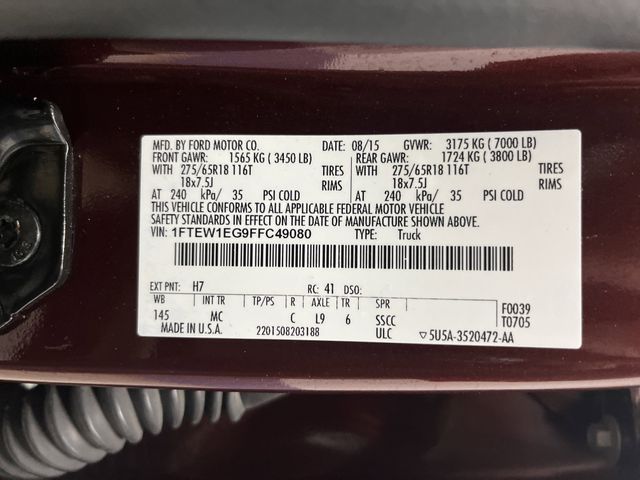 MFD. BY FORD MOTOR CO. DATE: 08/15 GVWR: 3175 KG ( 7000 LB)
FRONT GAWR: 1565 KG ( 3450 LB) REAR GAWR: 1724 KG ( 3800 LB)
WITH 275/65R18 116T TIRES WITH 275/65R18 116T TIRES
18x7.5J RIMS 18x7.5J RIMS
AT 240 kPa/ 35 PSI COLD AT 240 kPa/ 35 PSI COLD
THIS VEHICLE CONFORMS TO ALL APPLICABLE FEDERAL MOTOR VEHICLE
SAFETY STANDARDS IN EFFECT ON THE DATE OF MANUFACTURE SHOWN ABOVE.
VIN: 1FTEW1EG9FFC49080 TYPE: Truck
EXT PNT: H7 RC: 41 DSO:
WB INT TR TP/PS R AXLE TR SPR F0039
145 MC C L9 6 SSCC T0705
MADE IN U.S.A. 2201508203188 ULC ▽ 5U5A-3520472-AA